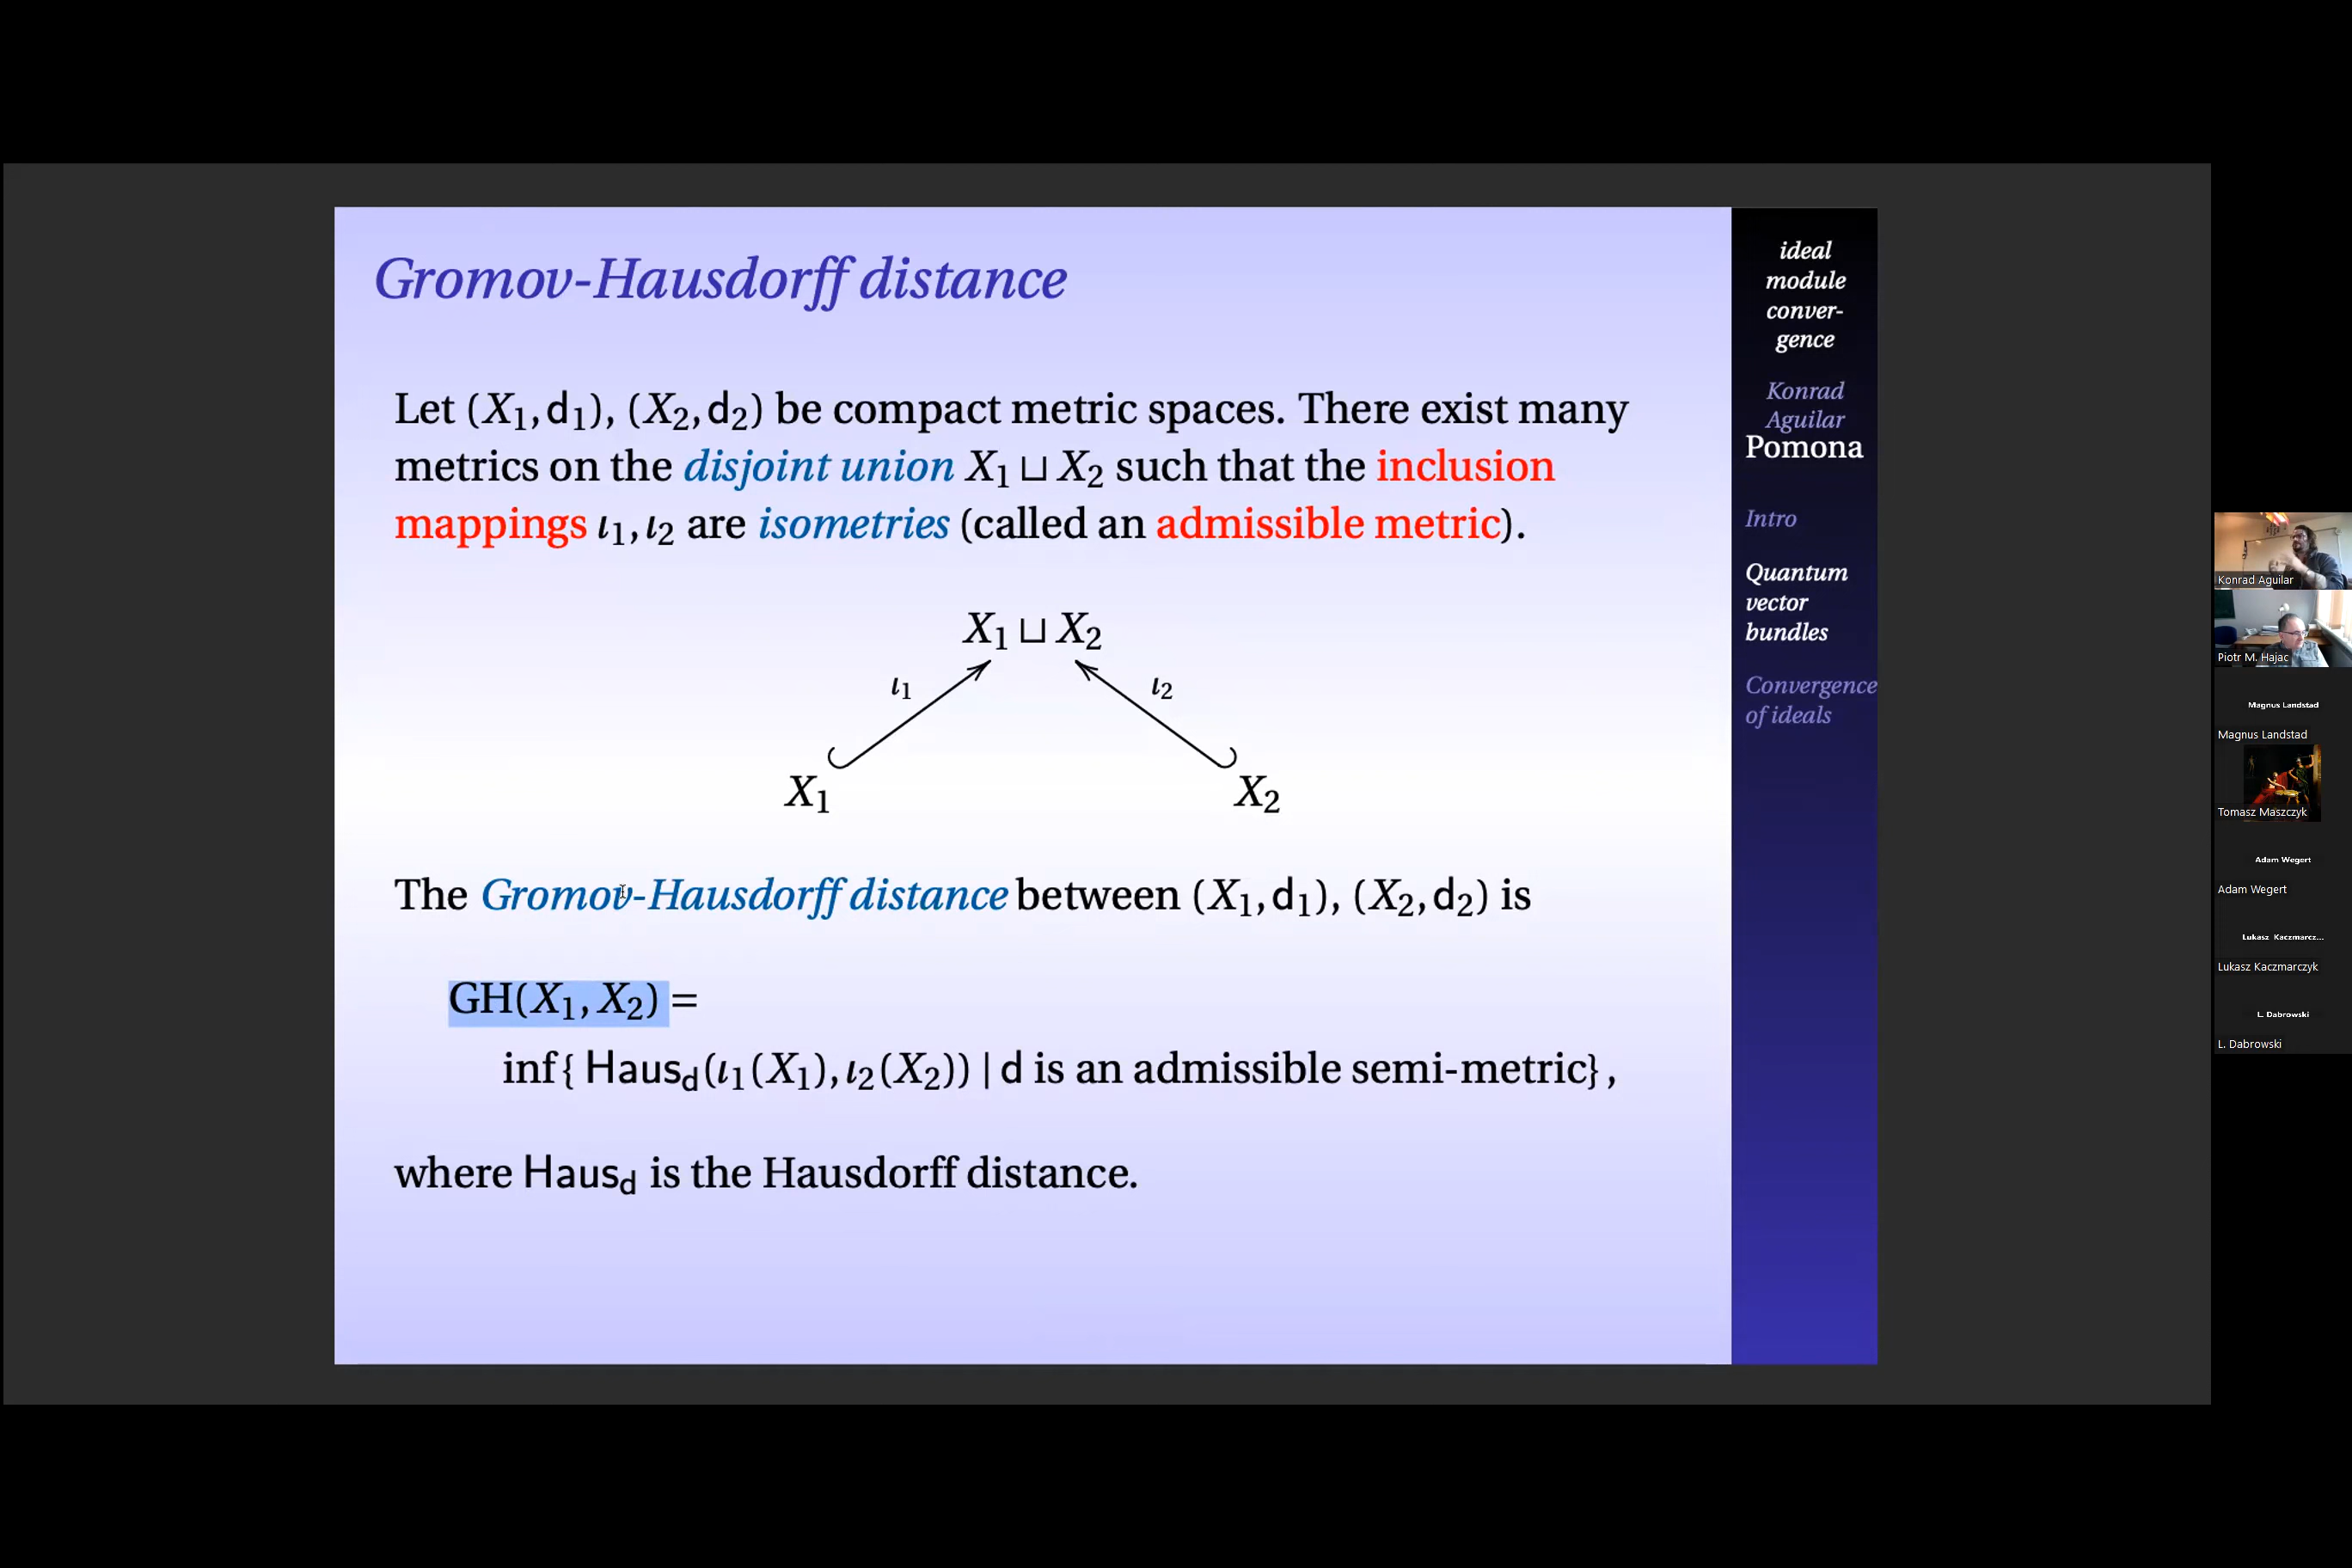 Gromov-Hausdorff distance
Let (X₁,d₁), (X₂,d₂) be compact metric spaces. There exist many
metrics on the disjoint union X₁ ⊔ X₂ such that the inclusion
mappings ι₁,ι₂ are isometries (called an admissible metric).
X₁ ⊔ X₂
ι₁ ι₂
X₁ X₂
The Gromov-Hausdorff distance between (X₁,d₁), (X₂,d₂) is
GH(X₁,X₂) =
inf{ Haus_d(ι₁(X₁),ι₂(X₂)) | d is an admissible semi-metric},
where Haus_d is the Hausdorff distance.
ideal
module
conver-
gence
Konrad
Aguilar
Pomona
Intro
Quantum
vector
bundles
Convergence
of ideals
Konrad Aguilar
Piotr M. Hajac
Magnus Landstad
Magnus Landstad
Tomasz Maszczyk
Adam Wegert
Adam Wegert
Lukasz Kaczmarcz...
Lukasz Kaczmarczyk
L. Dabrowski
L. Dabrowski